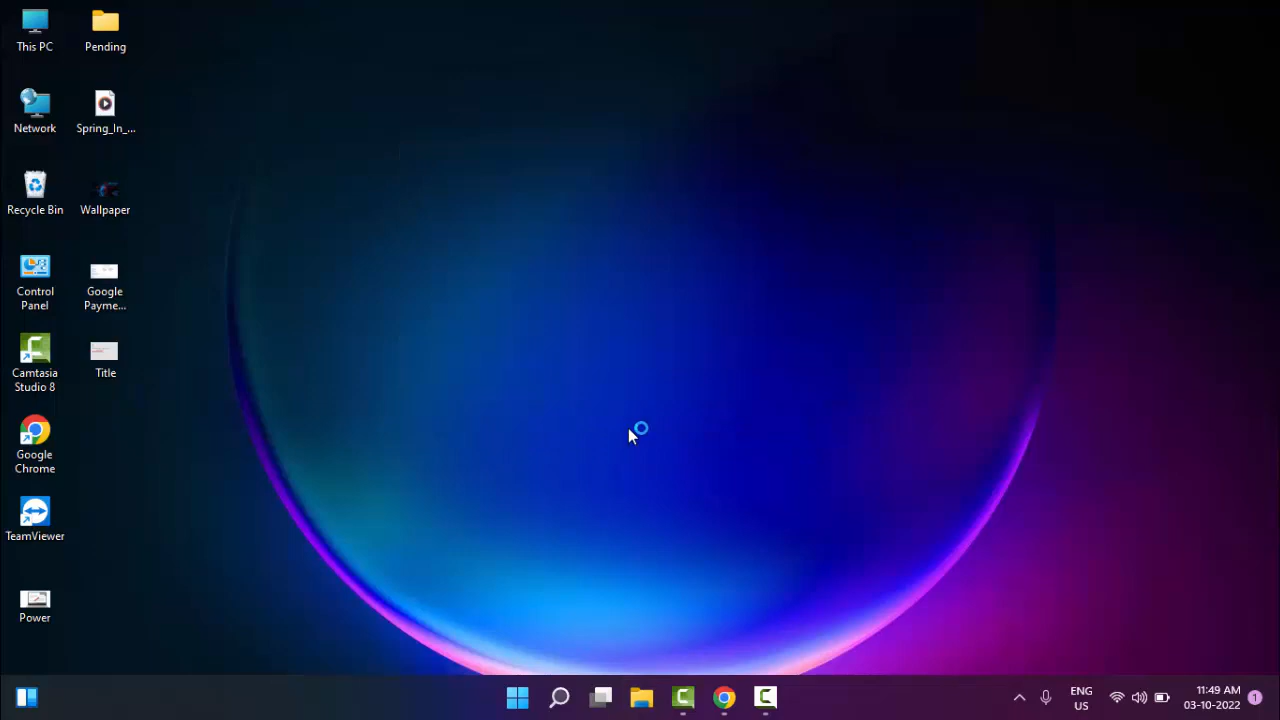 This PC
Pending
Network
Spring_In_...
Recycle Bin
Wallpaper
Control
Panel
Google
Payme...
Camtasia
Studio 8
Title
Google
Chrome
TeamViewer
Power
ENG
US
11:49 AM
03-10-2022
1